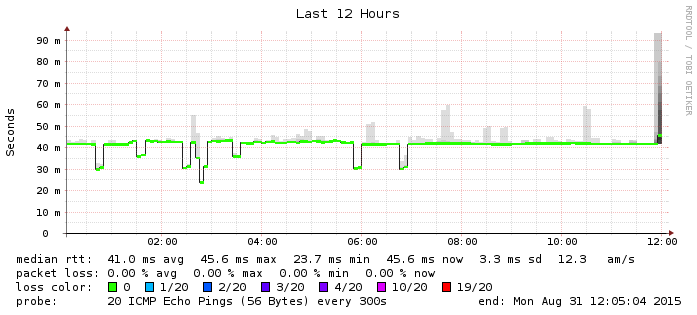 Last 12 Hours
RRDTOOL / TOBI OETIKER
Seconds
90 m
80 m
70 m
60 m
50 m
40 m
30 m
20 m
10 m
0
02:00 04:00 06:00 08:00 10:00 12:00
median rtt: 41.0 ms avg 45.6 ms max 23.7 ms min 45.6 ms now 3.3 ms sd 12.3 am/s
packet loss: 0.00 % avg 0.00 % max 0.00 % min 0.00 % now
loss color: 0 1/20 2/20 3/20 4/20 10/20 19/20
probe: 20 ICMP Echo Pings (56 Bytes) every 300s end: Mon Aug 31 12:05:04 2015